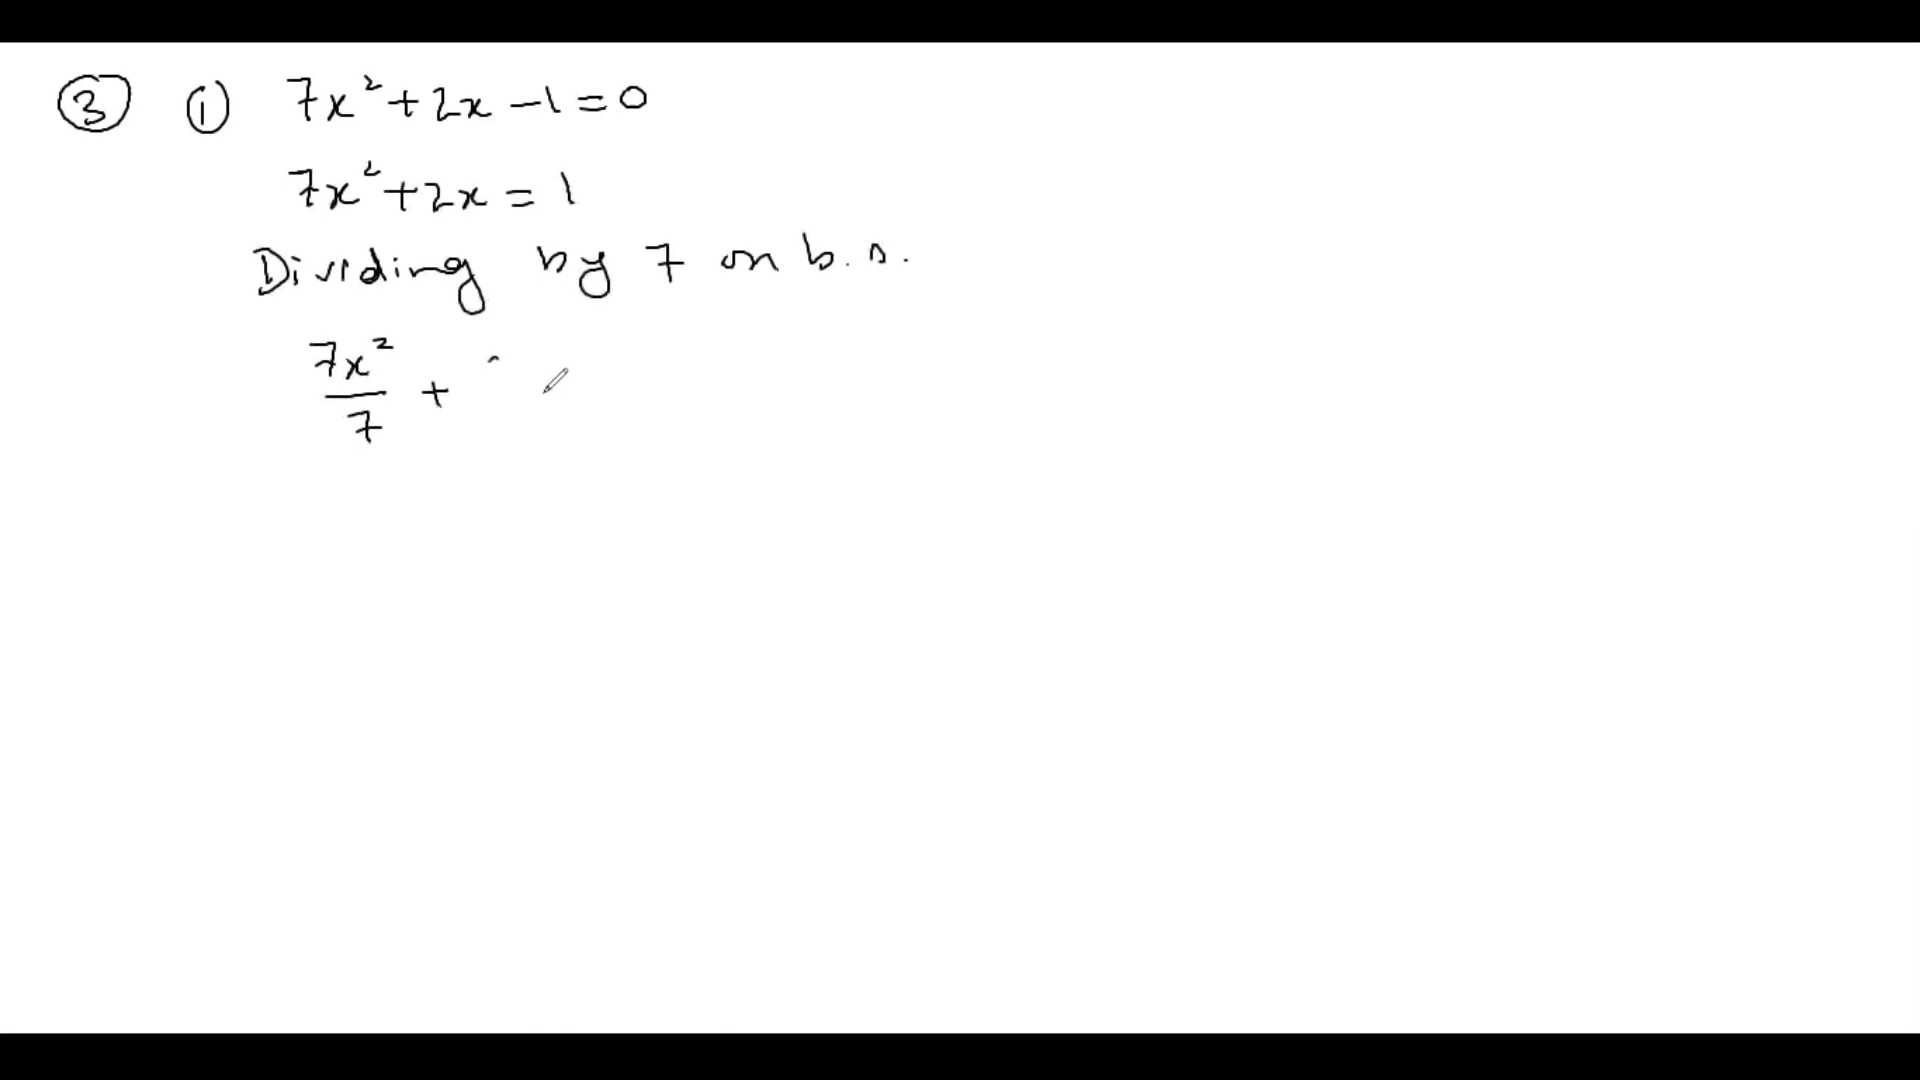 ③ ① 7x² + 2x - 1 = 0
7x² + 2x = 1
Dividing by 7 on b.s.
7x²/7 +